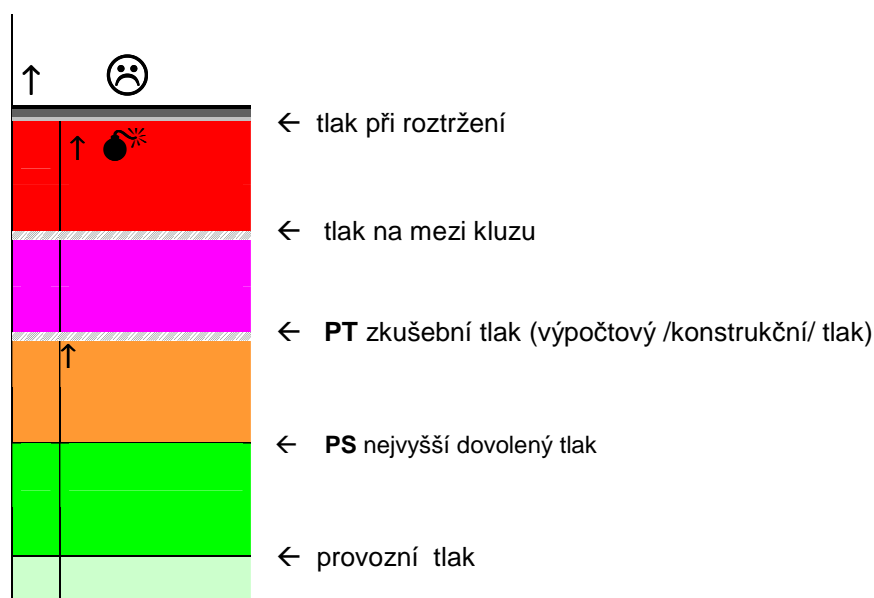 ↑ ☹
← tlak při roztržení
↑ 💣
← tlak na mezi kluzu
← PT zkušební tlak (výpočtový /konstrukční/ tlak)
↑
← PS nejvyšší dovolený tlak
← provozní tlak